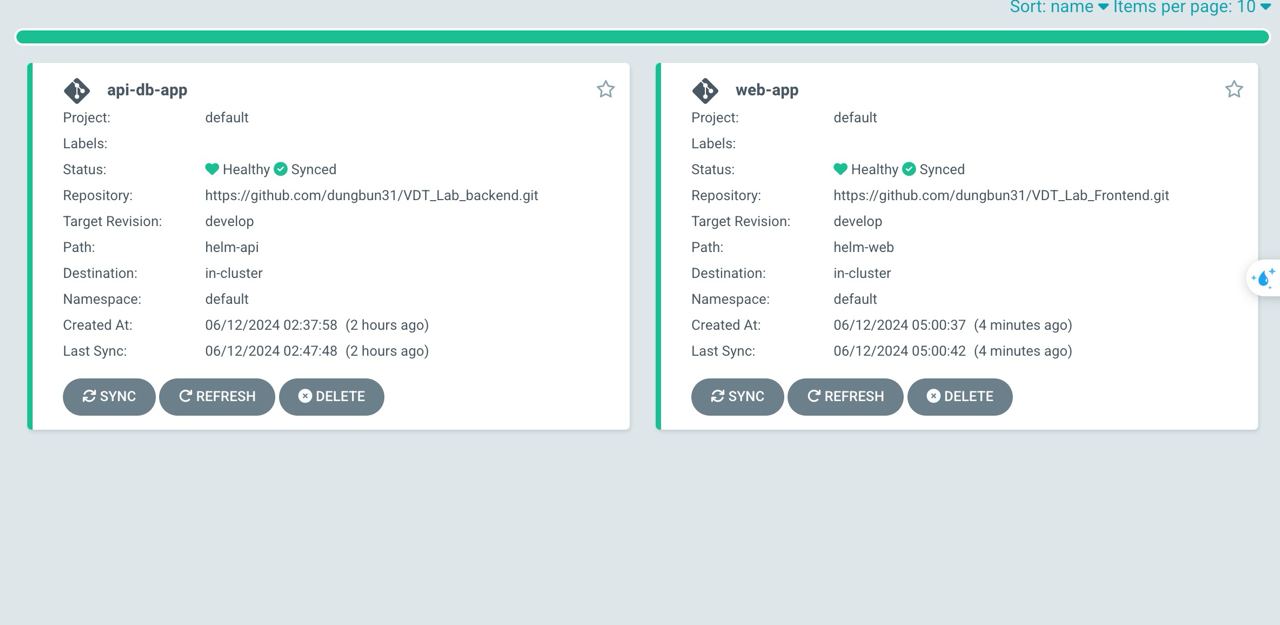 Sort: name Items per page: 10
api-db-app
Project: default
Labels:
Status: Healthy Synced
Repository: https://github.com/dungbun31/VDT_Lab_backend.git
Target Revision: develop
Path: helm-api
Destination: in-cluster
Namespace: default
Created At: 06/12/2024 02:37:58 (2 hours ago)
Last Sync: 06/12/2024 02:47:48 (2 hours ago)
SYNC REFRESH DELETE
web-app
Project: default
Labels:
Status: Healthy Synced
Repository: https://github.com/dungbun31/VDT_Lab_Frontend.git
Target Revision: develop
Path: helm-web
Destination: in-cluster
Namespace: default
Created At: 06/12/2024 05:00:37 (4 minutes ago)
Last Sync: 06/12/2024 05:00:42 (4 minutes ago)
SYNC REFRESH DELETE